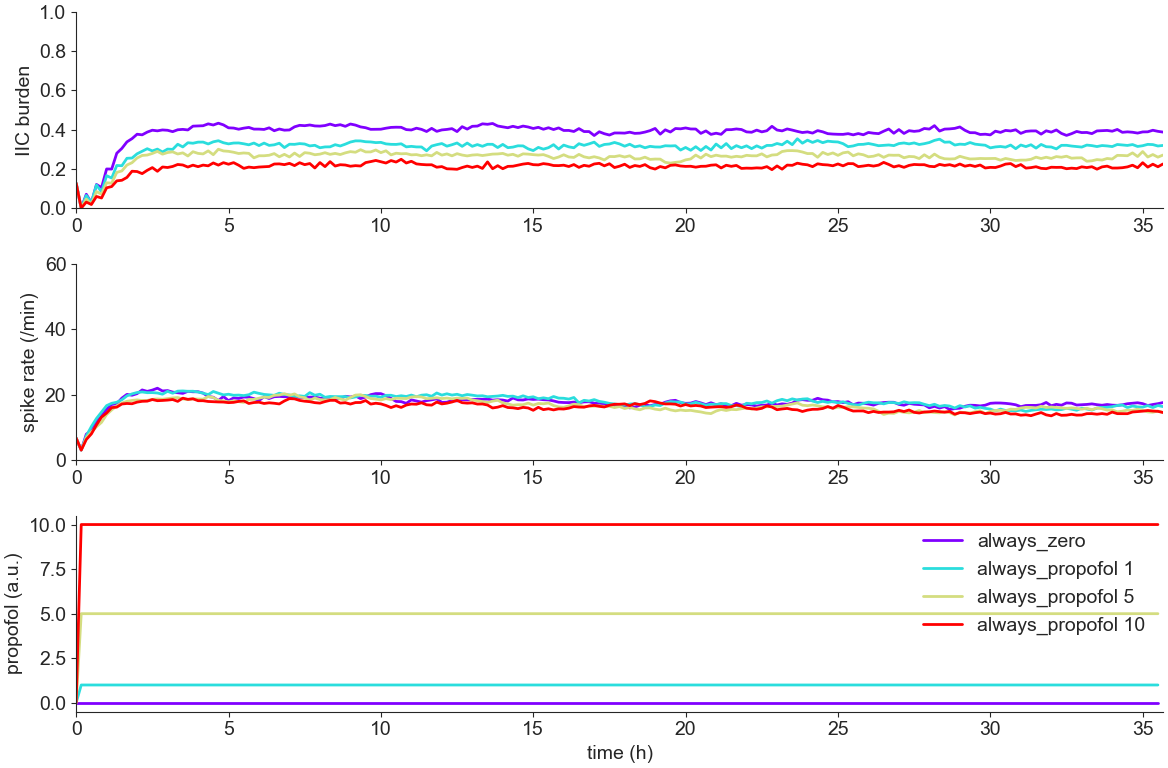 IIC burden
1.0
0.8
0.6
0.4
0.2
0.0
0 5 10 15 20 25 30 35
spike rate (/min)
60
40
20
0
0 5 10 15 20 25 30 35
propofol (a.u.)
10.0
7.5
5.0
2.5
0.0
always_zero
always_propofol 1
always_propofol 5
always_propofol 10
0 5 10 15 20 25 30 35
time (h)